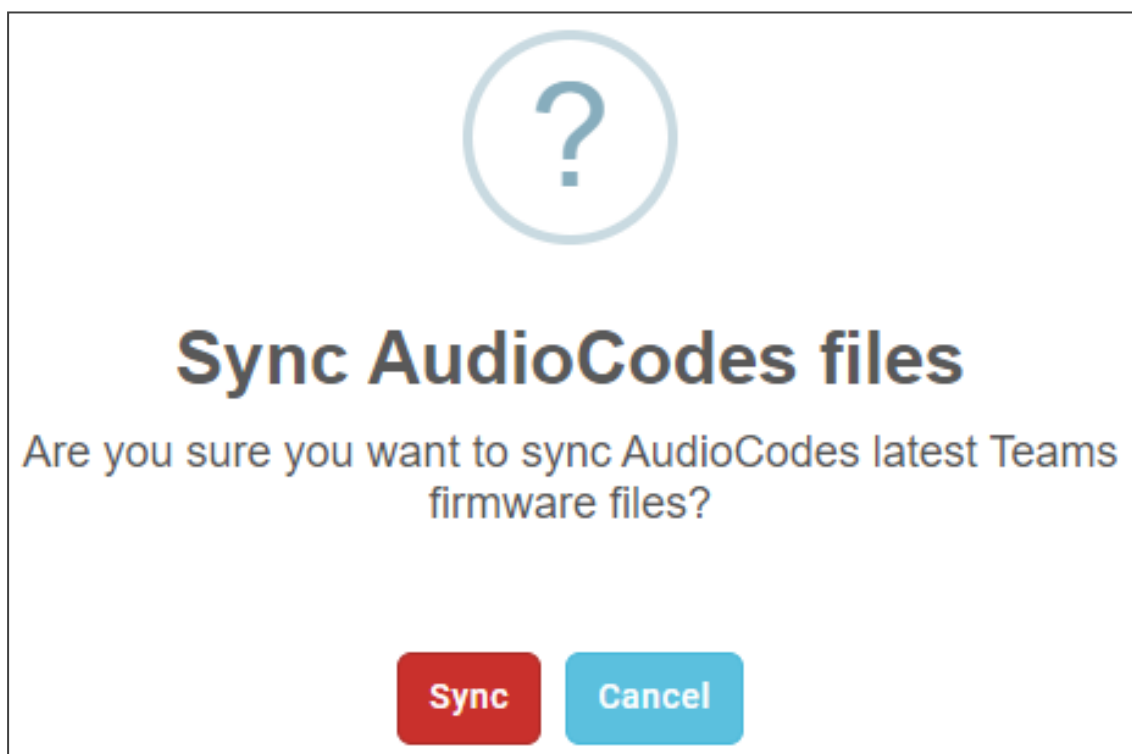 ?
Sync AudioCodes files
Are you sure you want to sync AudioCodes latest Teams
firmware files?
Sync Cancel